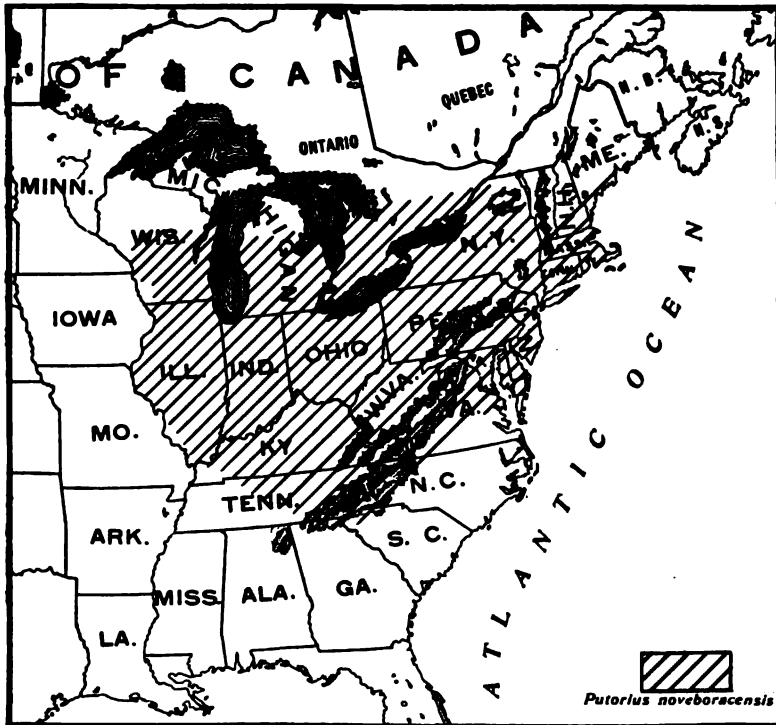 OF CANADA
QUEBEC
ONTARIO
N.B.
N.S.
ME.
MINN.
MICHIGAN
WIS.
N.H.
N.Y.
IOWA
ILL.
IND.
OHIO
W.VA.
MO.
KY
N.C.
TENN.
S. C.
ARK.
MISS.
ALA.
GA.
LA.
ATLANTIC OCEAN
Putorius noveboracensis